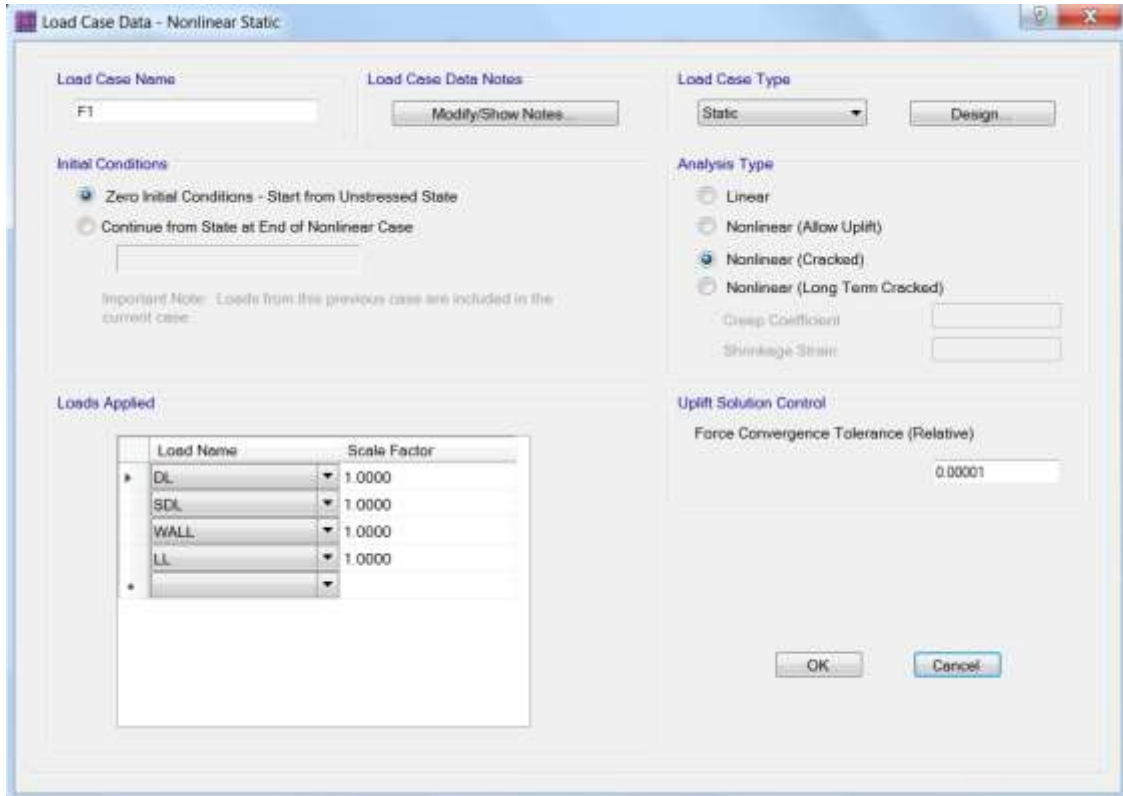 Load Case Data - Nonlinear Static
Load Case Name
F1
Load Case Data Notes
Modify/Show Notes...
Load Case Type
Static
Design...
Initial Conditions
Zero Initial Conditions - Start from Unstressed State
Continue from State at End of Nonlinear Case
Important Note: Loads from this previous case are included in the
current case
Analysis Type
Linear
Nonlinear (Allow Uplift)
Nonlinear (Cracked)
Nonlinear (Long Term Cracked)
Creep Coefficient
Shrinkage Strain
Loads Applied
Load Name Scale Factor
DL 1.0000
SDL 1.0000
WALL 1.0000
LL 1.0000
Uplift Solution Control
Force Convergence Tolerance (Relative)
0.00001
OK
Cancel